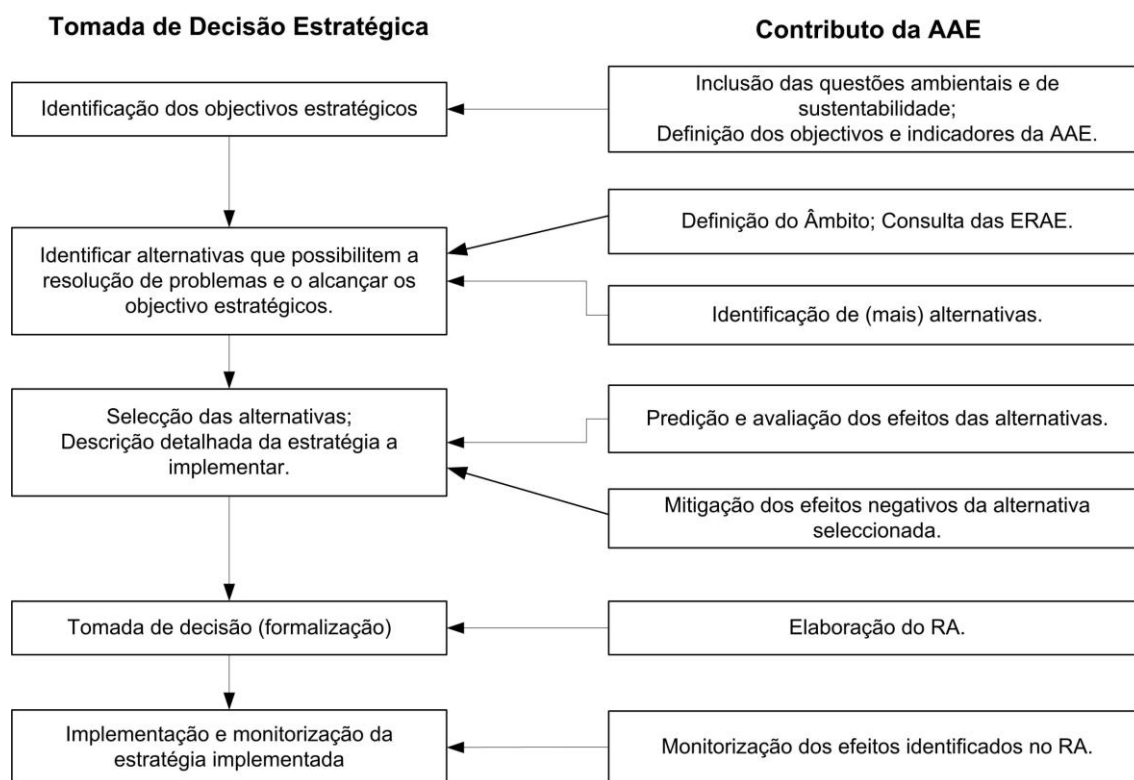 Tomada de Decisão Estratégica
Contributo da AAE
Identificação dos objectivos estratégicos
Inclusão das questões ambientais e de
sustentabilidade;
Definição dos objectivos e indicadores da AAE.
Identificar alternativas que possibilitem a
resolução de problemas e o alcançar os
objectivo estratégicos.
Definição do Âmbito; Consulta das ERAE.
Identificação de (mais) alternativas.
Selecção das alternativas;
Descrição detalhada da estratégia a
implementar.
Predição e avaliação dos efeitos das alternativas.
Mitigação dos efeitos negativos da alternativa
seleccionada.
Tomada de decisão (formalização)
Elaboração do RA.
Implementação e monitorização da
estratégia implementada
Monitorização dos efeitos identificados no RA.